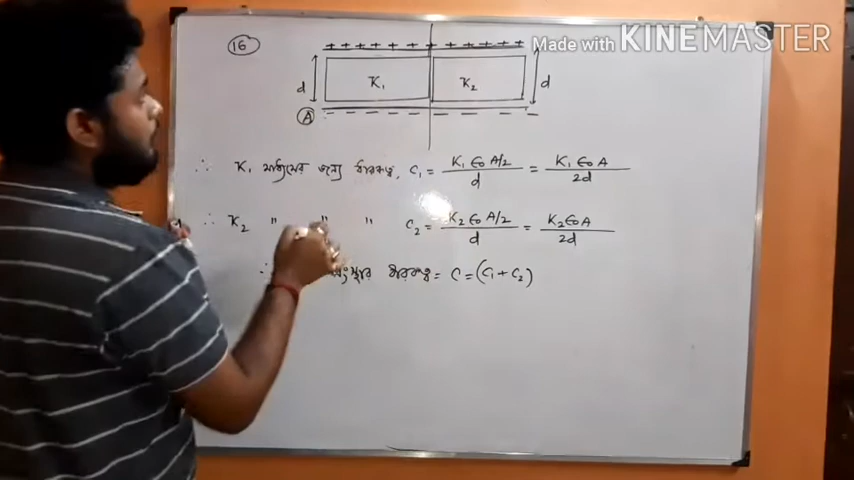 Made with KINEMASTER
16
+ + + + + + + + + + + + + + +
d K₁ K₂ d
A
- - - - - - - - - - - -
∴ K₁ মাধ্যমের জন্যে ধারকত্ব, C₁ = K₁ ε₀ A/2 / d = K₁ ε₀ A / 2d
∴ K₂ " " " C₂ = K₂ ε₀ A/2 / d = K₂ ε₀ A / 2d
∴ ধারকত্ব = C = (C₁ + C₂)